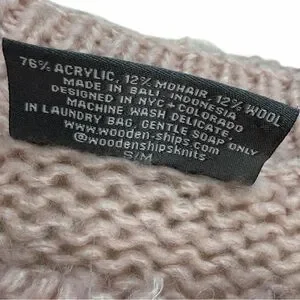 76% ACRYLIC, 12% MOHAIR, 12% WOOL
MADE IN BALI, INDONESIA
DESIGNED IN NYC + COLORADO
MACHINE WASH DELICATE,
IN LAUNDRY BAG, GENTLE SOAP ONLY
www.wooden-ships.com
@woodenshipsknits
S/M